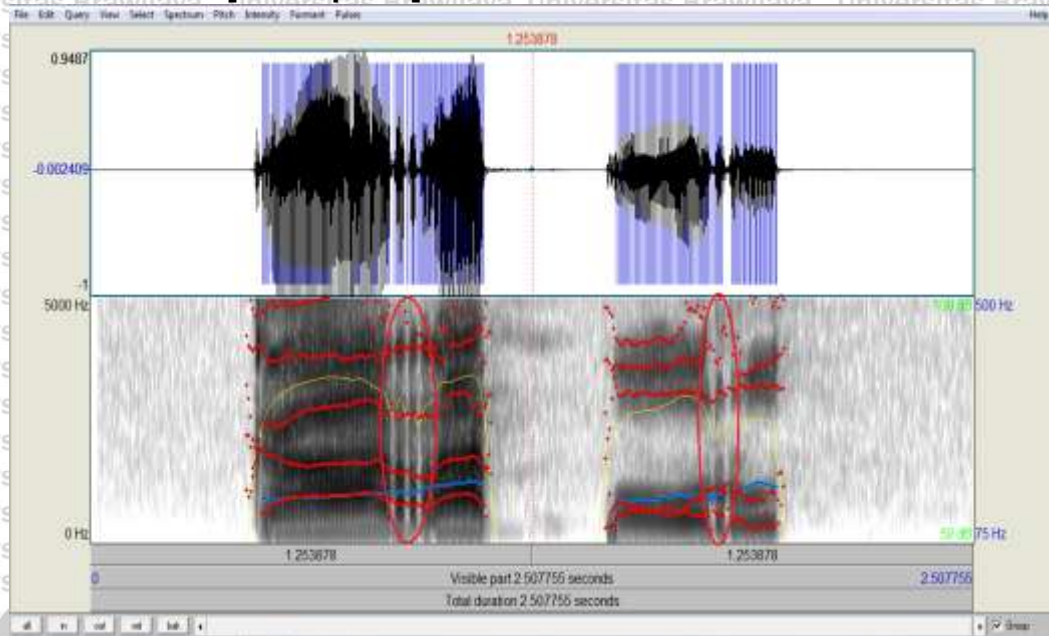 File Edit Query View Select Spectrum Pitch Intensity Formant Pulses Help
1.253878
0.9487
-0.002409
-1
5000 Hz
500 Hz
0 Hz
75 Hz
1.253878 1.253878
0 Visible part 2.507755 seconds 2.507755
Total duration 2.507755 seconds
all in out sel bak
Group